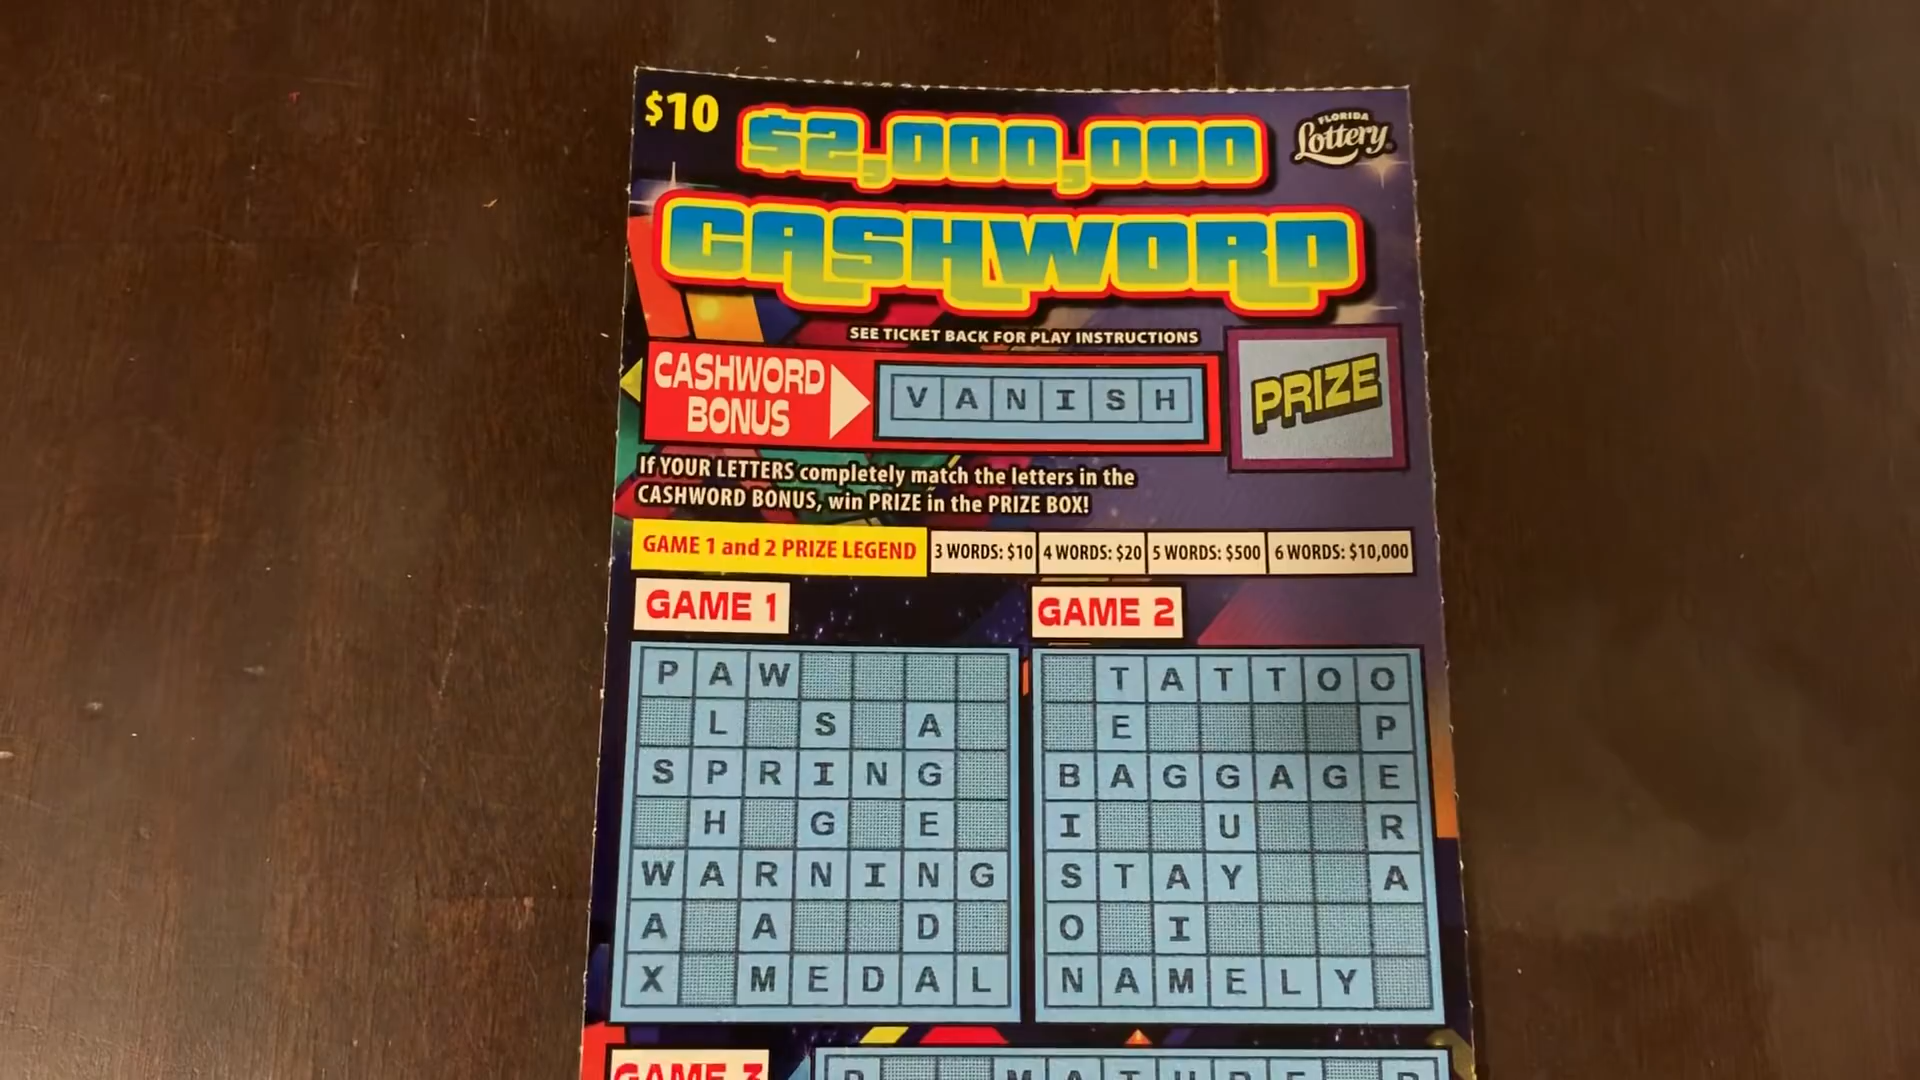 $10
$2,000,000
FLORIDA
Lottery
CASHWORD
SEE TICKET BACK FOR PLAY INSTRUCTIONS
CASHWORD
BONUS
V A N I S H
PRIZE
If YOUR LETTERS completely match the letters in the
CASHWORD BONUS, win PRIZE in the PRIZE BOX!
GAME 1 and 2 PRIZE LEGEND
3 WORDS: $10
4 WORDS: $20
5 WORDS: $500
6 WORDS: $10,000
GAME 1
P A W
L S A
S P R I N G
H G E
W A R N I N G
A A D
X M E D A L
GAME 2
T A T T O O
E P
B A G G A G E
I U R
S T A Y A
O I
N A M E L Y
GAME 3
M A T U R E